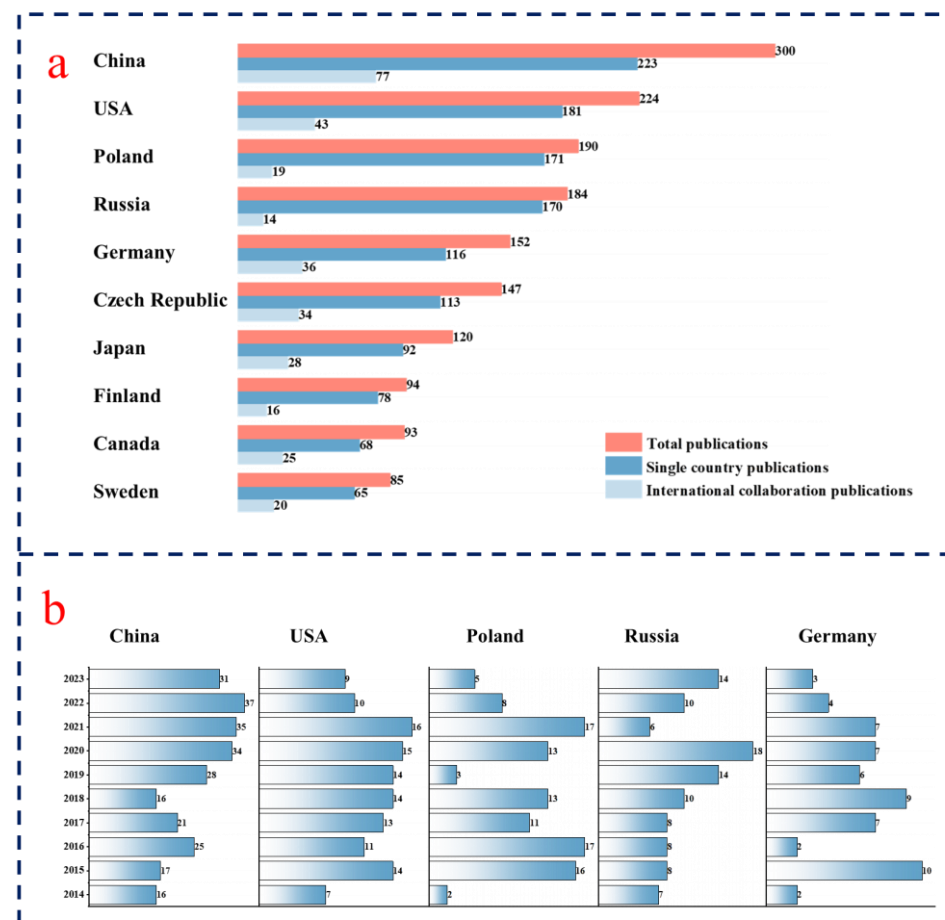 a
China
300
223
77
USA
224
181
43
Poland
190
171
19
Russia
184
170
14
Germany
152
116
36
Czech Republic
147
113
34
Japan
120
92
28
Finland
94
78
16
Canada
93
68
25
Sweden
85
65
20
Total publications
Single country publications
International collaboration publications
b
China USA Poland Russia Germany
2023 31 9 5 14 3
2022 37 10 8 10 4
2021 35 16 17 6 7
2020 34 15 13 18 7
2019 28 14 3 14 6
2018 16 14 13 10 9
2017 21 13 11 8 7
2016 25 11 17 8 2
2015 17 14 16 8 10
2014 16 7 2 7 2